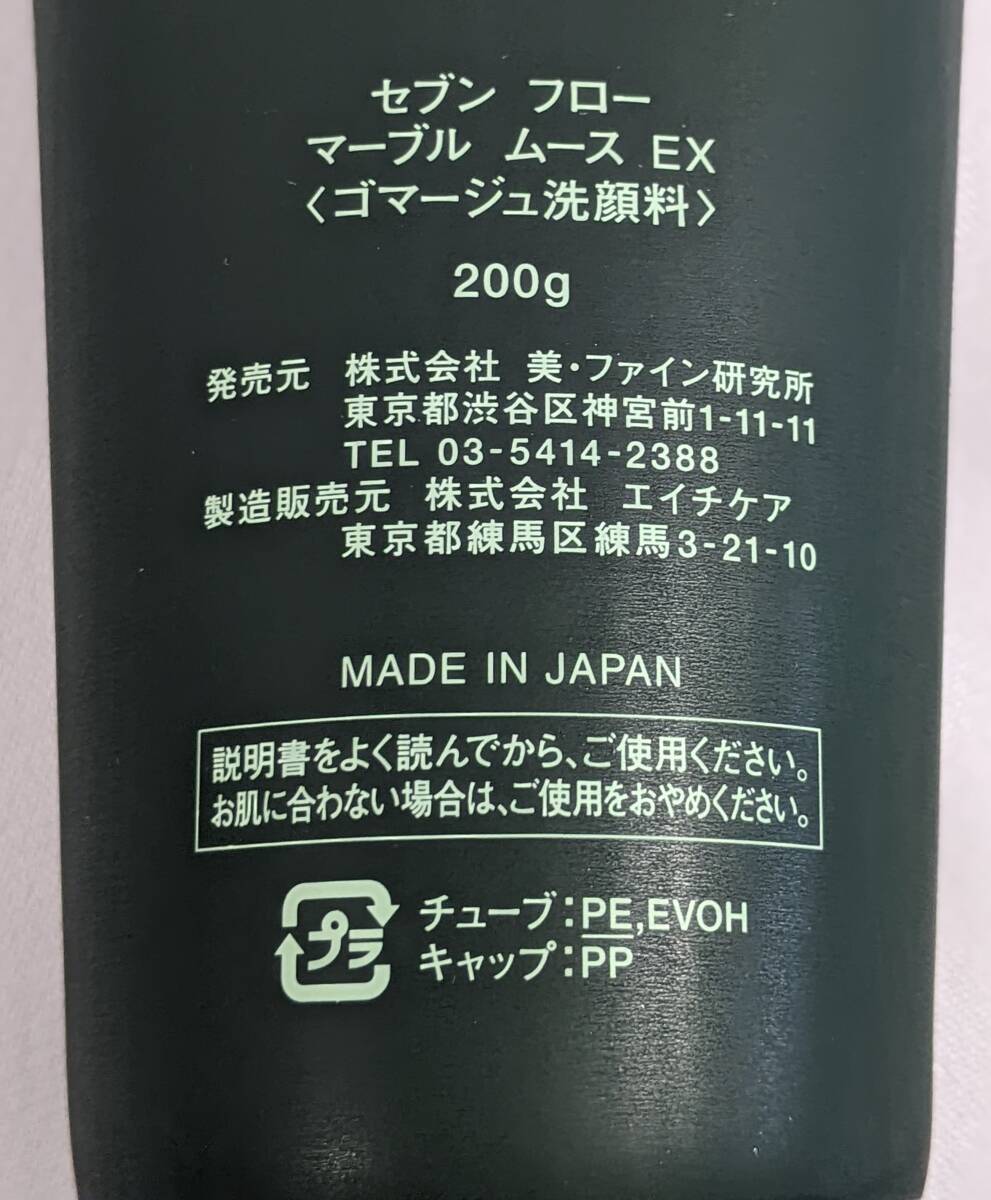 セブン フロー
マーブル ムース EX
〈ゴマージュ洗顔料〉
200g
発売元 株式会社 美・ファイン研究所
東京都渋谷区神宮前1-11-11
TEL 03-5414-2388
製造販売元 株式会社 エイチケア
東京都練馬区練馬3-21-10
MADE IN JAPAN
説明書をよく読んでから、ご使用ください。
お肌に合わない場合は、ご使用をおやめください。
プラ
チューブ：PE,EVOH
キャップ：PP